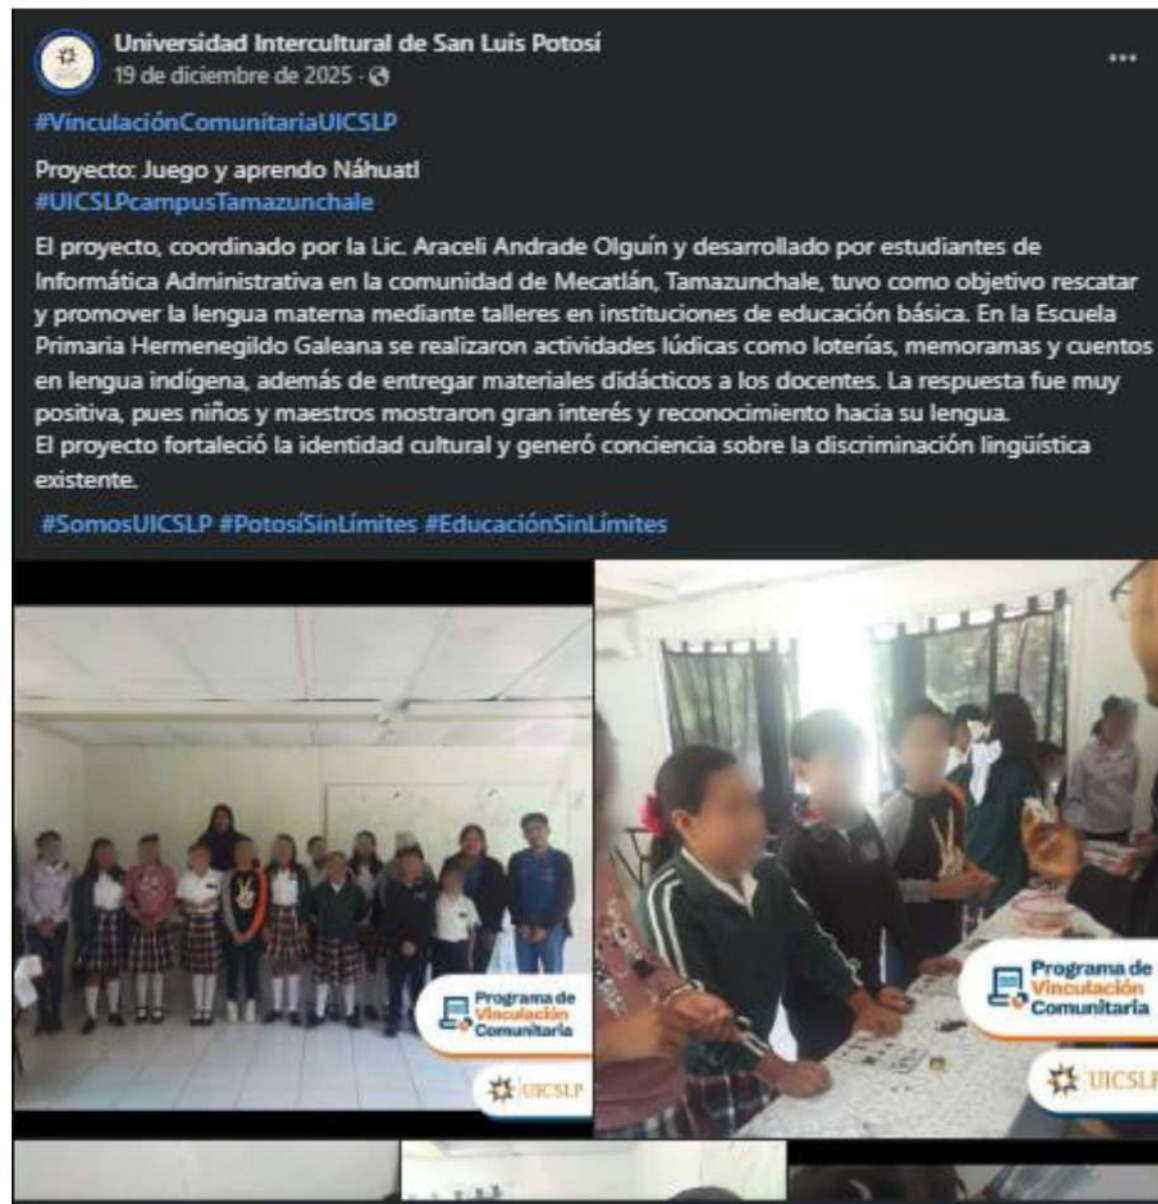 Universidad Intercultural de San Luis Potosí
19 de diciembre de 2025 ·
#VinculaciónComunitariaUICSLP
Proyecto: Juego y aprendo Náhuatl
#UICSLPcampusTamazunchale
El proyecto, coordinado por la Lic. Araceli Andrade Olguín y desarrollado por estudiantes de
Informática Administrativa en la comunidad de Mecatlán, Tamazunchale, tuvo como objetivo rescatar
y promover la lengua materna mediante talleres en instituciones de educación básica. En la Escuela
Primaria Hermenegildo Galeana se realizaron actividades lúdicas como loterías, memoramas y cuentos
en lengua indígena, además de entregar materiales didácticos a los docentes. La respuesta fue muy
positiva, pues niños y maestros mostraron gran interés y reconocimiento hacia su lengua.
El proyecto fortaleció la identidad cultural y generó conciencia sobre la discriminación lingüística
existente.
#SomosUICSLP #PotosíSinLímites #EducaciónSinLímites
Programa de
Vinculación
Comunitaria
UICSLP
Programa de
Vinculación
Comunitaria
UICSLP